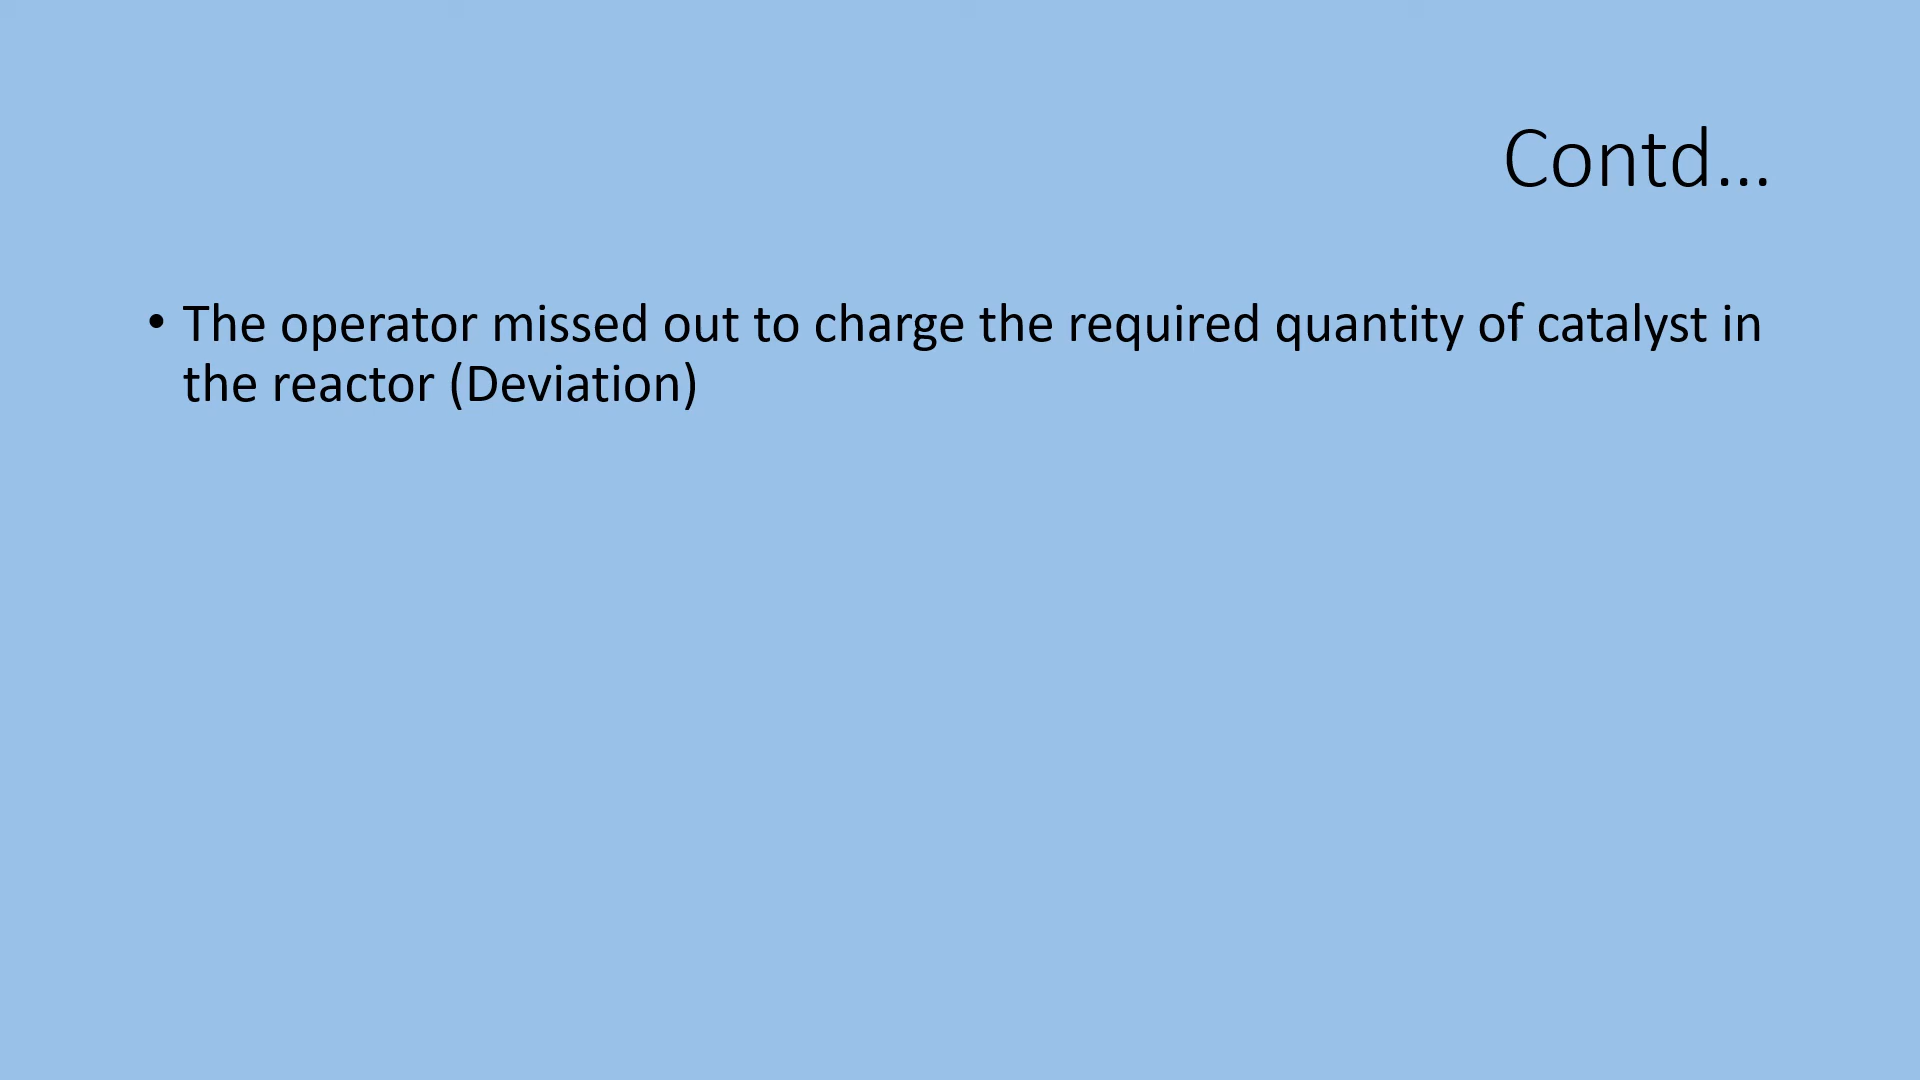 Contd...
• The operator missed out to charge the required quantity of catalyst in
the reactor (Deviation)